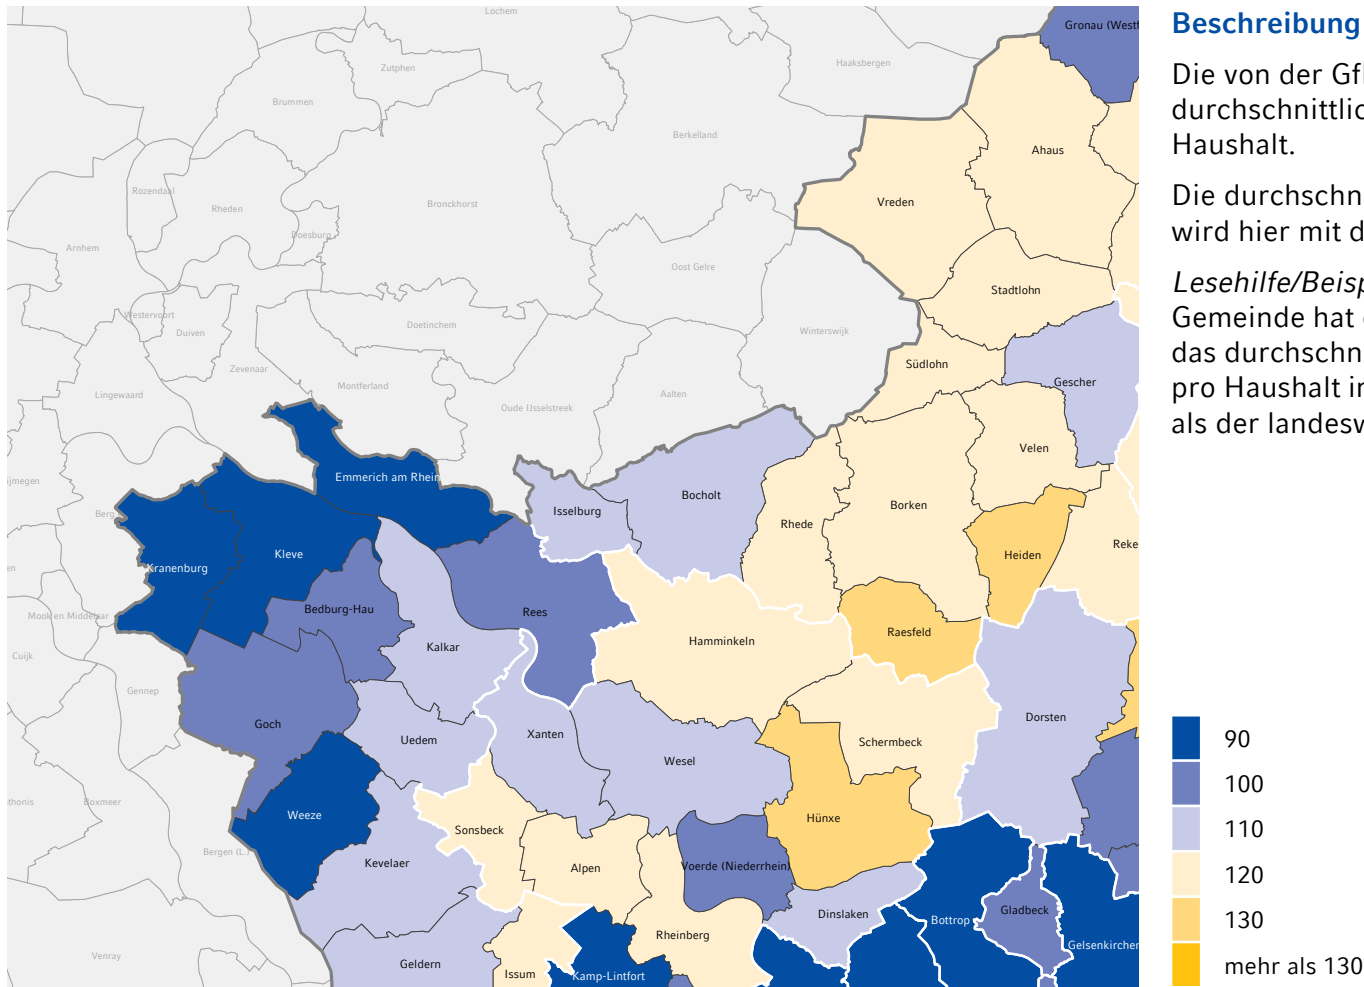 Lochem
Gronau (Westf
Zutphen
Haaksbergen
Brummen
Berkelland
Ahaus
Rozendaal
Rheden
Bronckhorst
Vreden
Doesburg
Arnhem
Oost Gelre
Stadtlohn
Westervoort
Duiven
Doetinchem
Winterswijk
Zevenaar
Montferland
Südlohn
Gescher
Lingewaard
Aalten
Oude IJsselstreek
Velen
Emmerich am Rhein
ijmegen
Bocholt
Borken
Isselburg
Rhede
Berg
Reke
Kleve
Heiden
Kranenburg
en
Bedburg-Hau
Rees
Mook en Middelaar
Raesfeld
Hamminkeln
Kalkar
Cuijk
Gennep
Dorsten
Goch
Xanten
Uedem
Schermbeck
Wesel
thonis
Boxmeer
Weeze
Hünxe
Sonsbeck
Bergen (L.)
Kevelaer
Alpen
Voerde (Niederrhein)
Dinslaken
Gladbeck
Bottrop
Rheinberg
Gelsenkirchen
Venray
Geldern
Issum
Kamp-Lintfort
Beschreibung
Die von der Gf
durchschnittlic
Haushalt.
Die durchschn
wird hier mit d
Lesehilfe/Beisp
Gemeinde hat
das durchschn
pro Haushalt i
als der landesw
90
100
110
120
130
mehr als 130